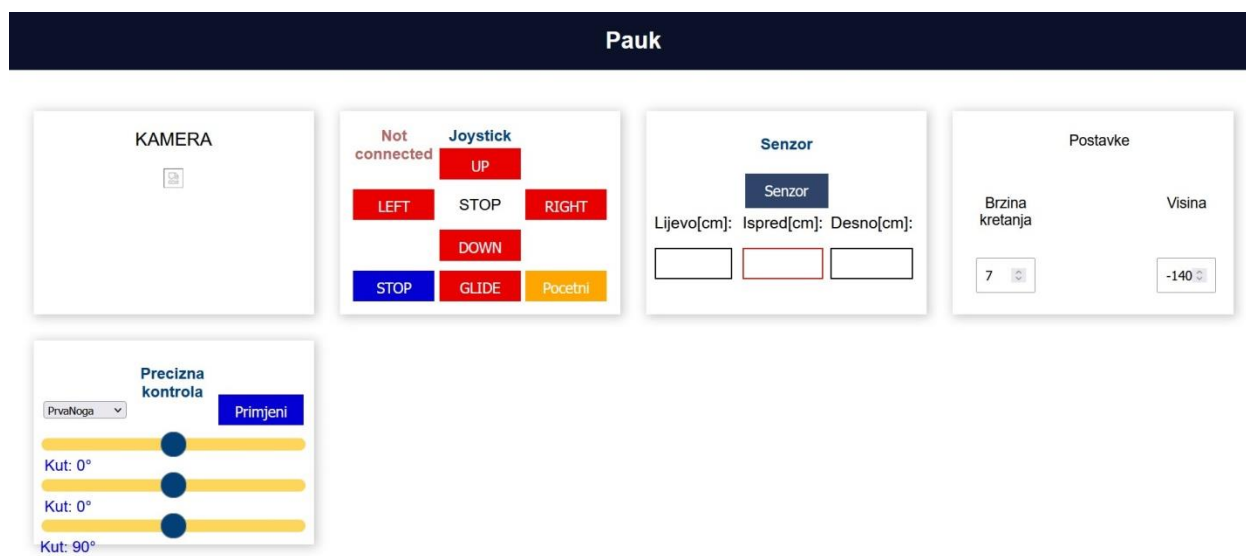 Pauk
KAMERA
Not
connected
Joystick
UP
LEFT
STOP
RIGHT
DOWN
STOP
GLIDE
Pocetni
Senzor
Senzor
Lijevo[cm]:
Ispred[cm]:
Desno[cm]:
Postavke
Brzina
kretanja
Visina
7
-140
Precizna
kontrola
PrvaNoga
Primjeni
Kut: 0°
Kut: 0°
Kut: 90°